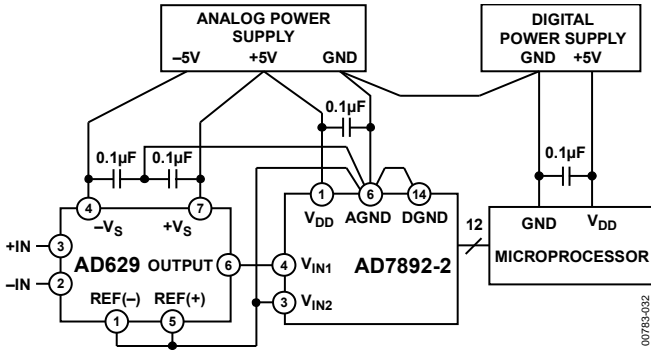 ANALOG POWER
SUPPLY
–5V +5V GND
DIGITAL
POWER SUPPLY
GND +5V
0.1µF
0.1µF 0.1µF
0.1µF
4 7
–VS +VS
+IN 3
–IN 2
AD629 OUTPUT 6
REF(–) REF(+)
1 5
1 6 14
VDD AGND DGND
4 VIN1
AD7892-2
3 VIN2
12
GND VDD
MICROPROCESSOR
00783-032